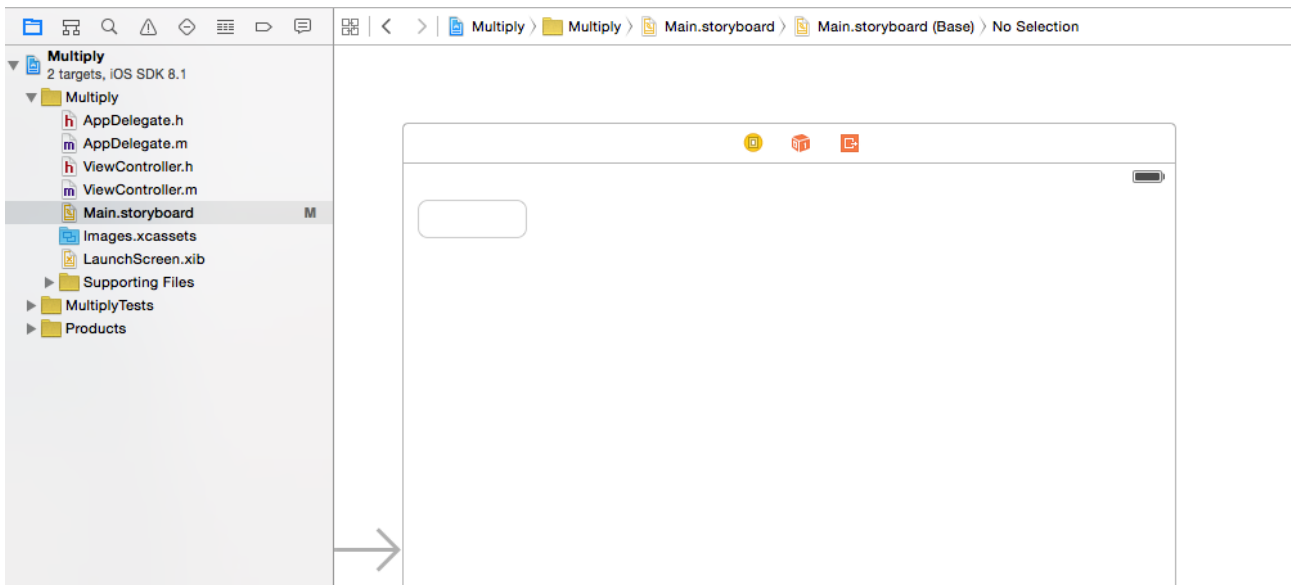 Multiply Multiply Main.storyboard Main.storyboard (Base) No Selection
Multiply
2 targets, iOS SDK 8.1
Multiply
h AppDelegate.h
m AppDelegate.m
h ViewController.h
m ViewController.m
Main.storyboard M
Images.xcassets
LaunchScreen.xib
Supporting Files
MultiplyTests
Products